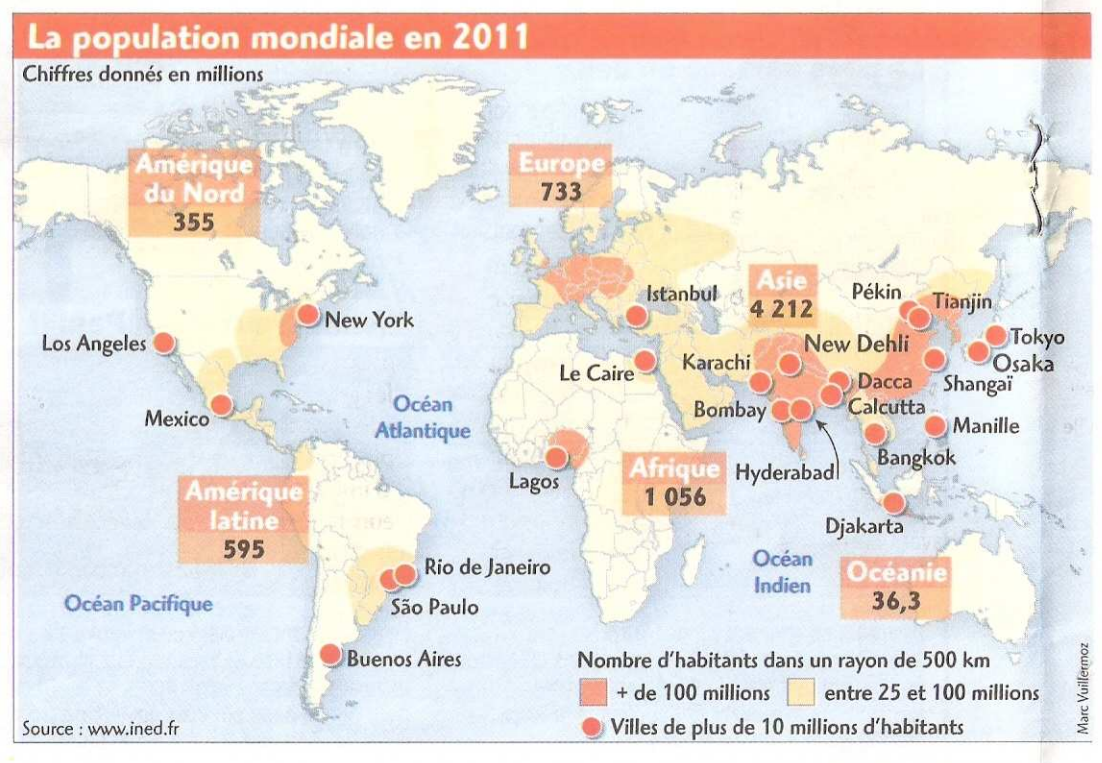 La population mondiale en 2011
Chiffres donnés en millions
Amérique
du Nord
355
Europe
733
Asie
4 212
Istanbul
Pékin
Tianjin
New York
Los Angeles
New Dehli
Tokyo
Osaka
Karachi
Le Caire
Dacca
Shangaï
Mexico
Océan
Atlantique
Bombay
Calcutta
Manille
Bangkok
Lagos
Afrique
1 056
Hyderabad
Amérique
latine
595
Djakarta
Rio de Janeiro
Océan
Indien
Océanie
36,3
Océan Pacifique
São Paulo
Buenos Aires
Nombre d'habitants dans un rayon de 500 km
+ de 100 millions
entre 25 et 100 millions
Villes de plus de 10 millions d'habitants
Source : www.ined.fr
Marc Vuillermoz